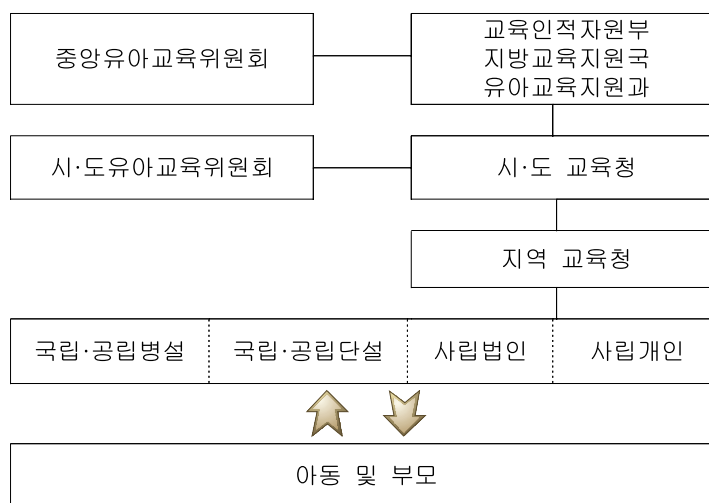 중앙유아교육위원회
교육인적자원부
지방교육지원국
유아교육지원과
시·도유아교육위원회
시·도 교육청
지역 교육청
국립·공립병설
국립·공립단설
사립법인
사립개인
아동 및 부모